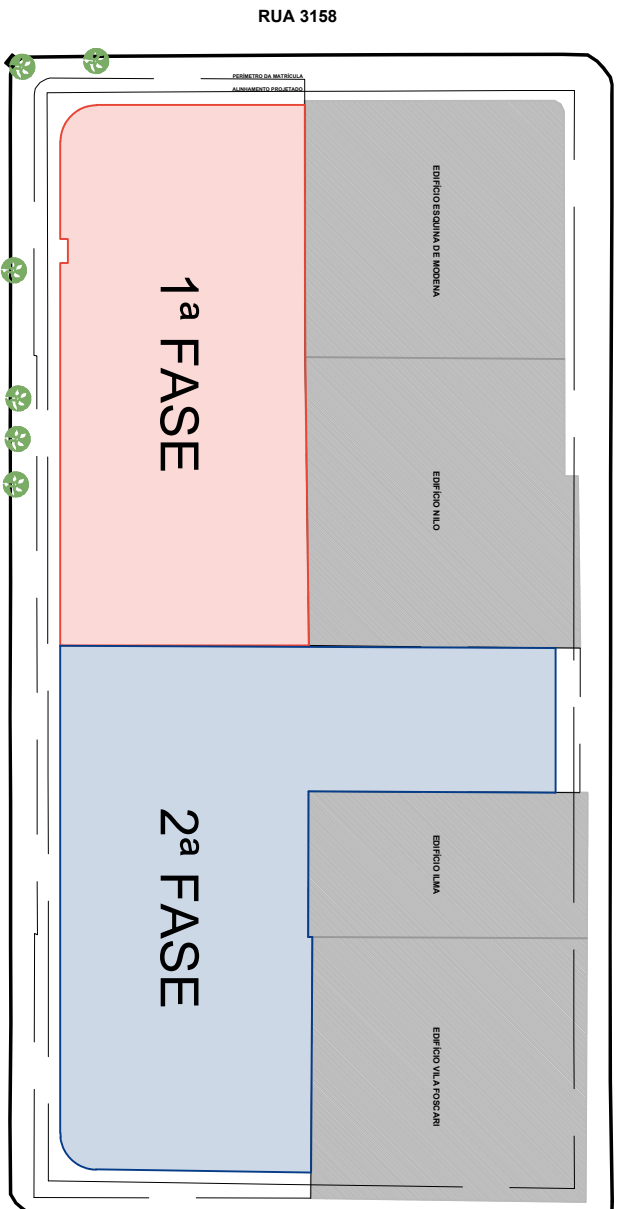 RUA 3158
PERÍMETRO DA MATRÍCULA
ALINHAMENTO PROJETADO
EDIFÍCIO ESQUINA DE MODENA
1ª FASE
EDIFÍCIO NILO
2ª FASE
EDIFÍCIO ILMA
EDIFÍCIO VILA FOSCARI